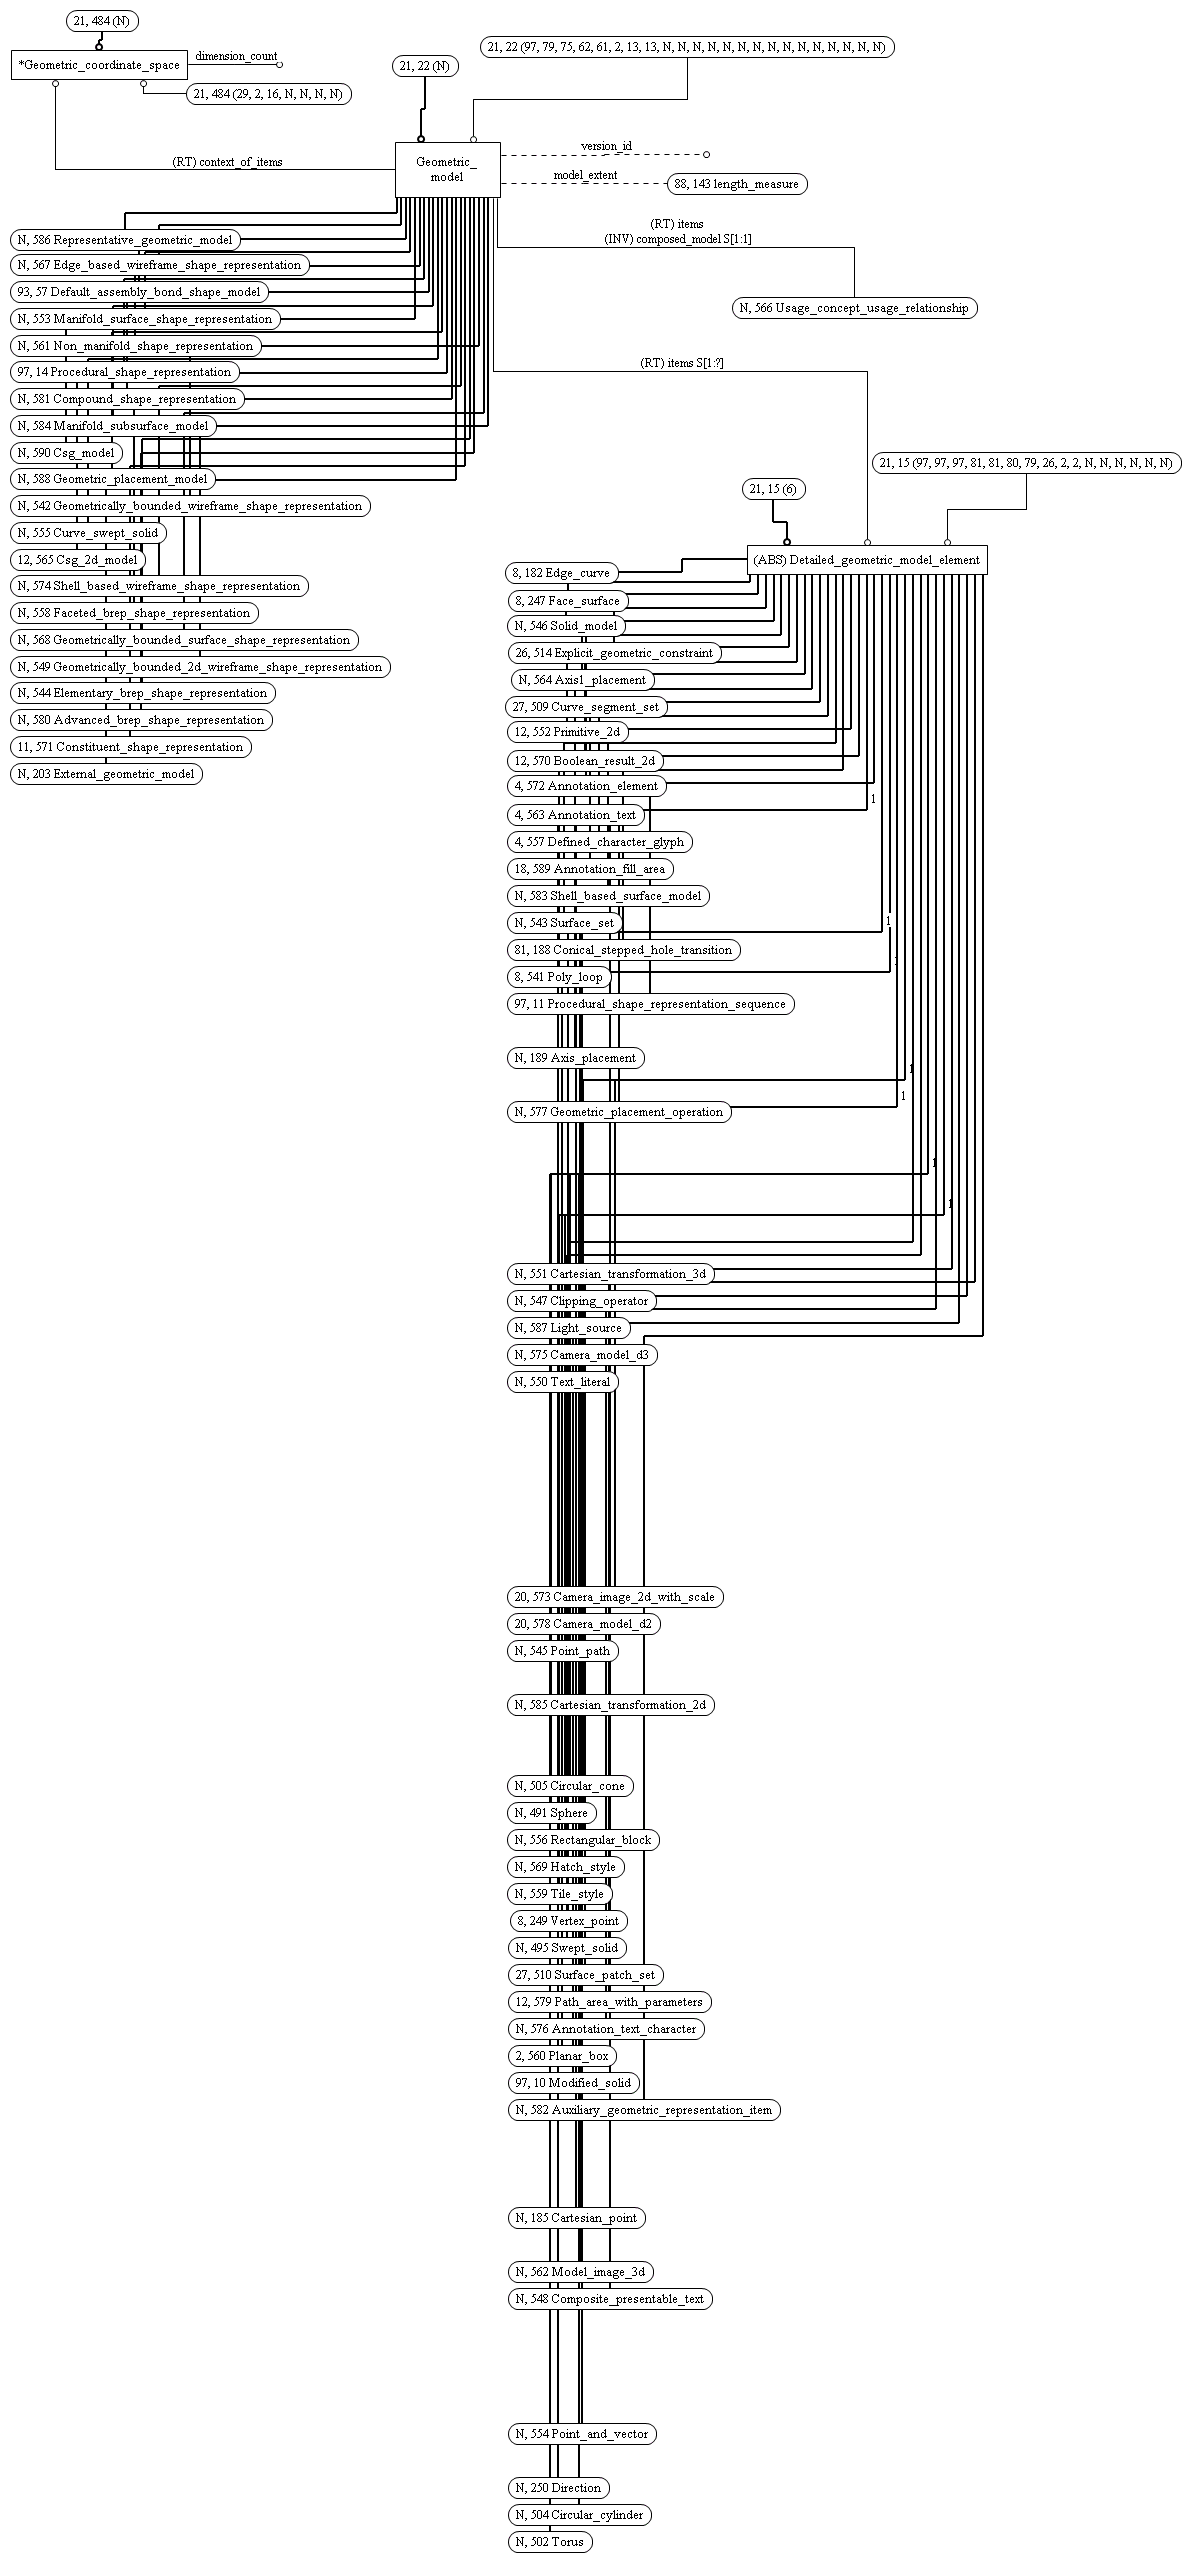 21, 484 (N)
*Geometric_coordinate_space
dimension_count
21, 484 (29, 2, 16, N, N, N, N)
21, 22 (N)
21, 22 (97, 79, 75, 62, 61, 2, 13, 13, N, N, N, N, N, N, N, N, N, N, N, N, N, N, N)
(RT) context_of_items
Geometric_
model
version_id
model_extent
88, 143 length_measure
(RT) items
(INV) composed_model S[1:1]
N, 566 Usage_concept_usage_relationship
(RT) items S[1:?]
N, 586 Representative_geometric_model
N, 567 Edge_based_wireframe_shape_representation
93, 57 Default_assembly_bond_shape_model
N, 553 Manifold_surface_shape_representation
N, 561 Non_manifold_shape_representation
97, 14 Procedural_shape_representation
N, 581 Compound_shape_representation
N, 584 Manifold_subsurface_model
N, 590 Csg_model
N, 588 Geometric_placement_model
N, 542 Geometrically_bounded_wireframe_shape_representation
N, 555 Curve_swept_solid
12, 565 Csg_2d_model
N, 574 Shell_based_wireframe_shape_representation
N, 558 Faceted_brep_shape_representation
N, 568 Geometrically_bounded_surface_shape_representation
N, 549 Geometrically_bounded_2d_wireframe_shape_representation
N, 544 Elementary_brep_shape_representation
N, 580 Advanced_brep_shape_representation
11, 571 Constituent_shape_representation
N, 203 External_geometric_model
21, 15 (97, 97, 97, 81, 81, 80, 79, 26, 2, 2, N, N, N, N, N, N)
21, 15 (6)
(ABS) Detailed_geometric_model_element
8, 182 Edge_curve
8, 247 Face_surface
N, 546 Solid_model
26, 514 Explicit_geometric_constraint
N, 564 Axis1_placement
27, 509 Curve_segment_set
12, 552 Primitive_2d
12, 570 Boolean_result_2d
4, 572 Annotation_element
1
4, 563 Annotation_text
4, 557 Defined_character_glyph
18, 589 Annotation_fill_area
N, 583 Shell_based_surface_model
N, 543 Surface_set
1
81, 188 Conical_stepped_hole_transition
1
8, 541 Poly_loop
97, 11 Procedural_shape_representation_sequence
N, 189 Axis_placement
1
1
N, 577 Geometric_placement_operation
1
1
N, 551 Cartesian_transformation_3d
N, 547 Clipping_operator
N, 587 Light_source
N, 575 Camera_model_d3
N, 550 Text_literal
20, 573 Camera_image_2d_with_scale
20, 578 Camera_model_d2
N, 545 Point_path
N, 585 Cartesian_transformation_2d
N, 505 Circular_cone
N, 491 Sphere
N, 556 Rectangular_block
N, 569 Hatch_style
N, 559 Tile_style
8, 249 Vertex_point
N, 495 Swept_solid
27, 510 Surface_patch_set
12, 579 Path_area_with_parameters
N, 576 Annotation_text_character
2, 560 Planar_box
97, 10 Modified_solid
N, 582 Auxiliary_geometric_representation_item
N, 185 Cartesian_point
N, 562 Model_image_3d
N, 548 Composite_presentable_text
N, 554 Point_and_vector
N, 250 Direction
N, 504 Circular_cylinder
N, 502 Torus